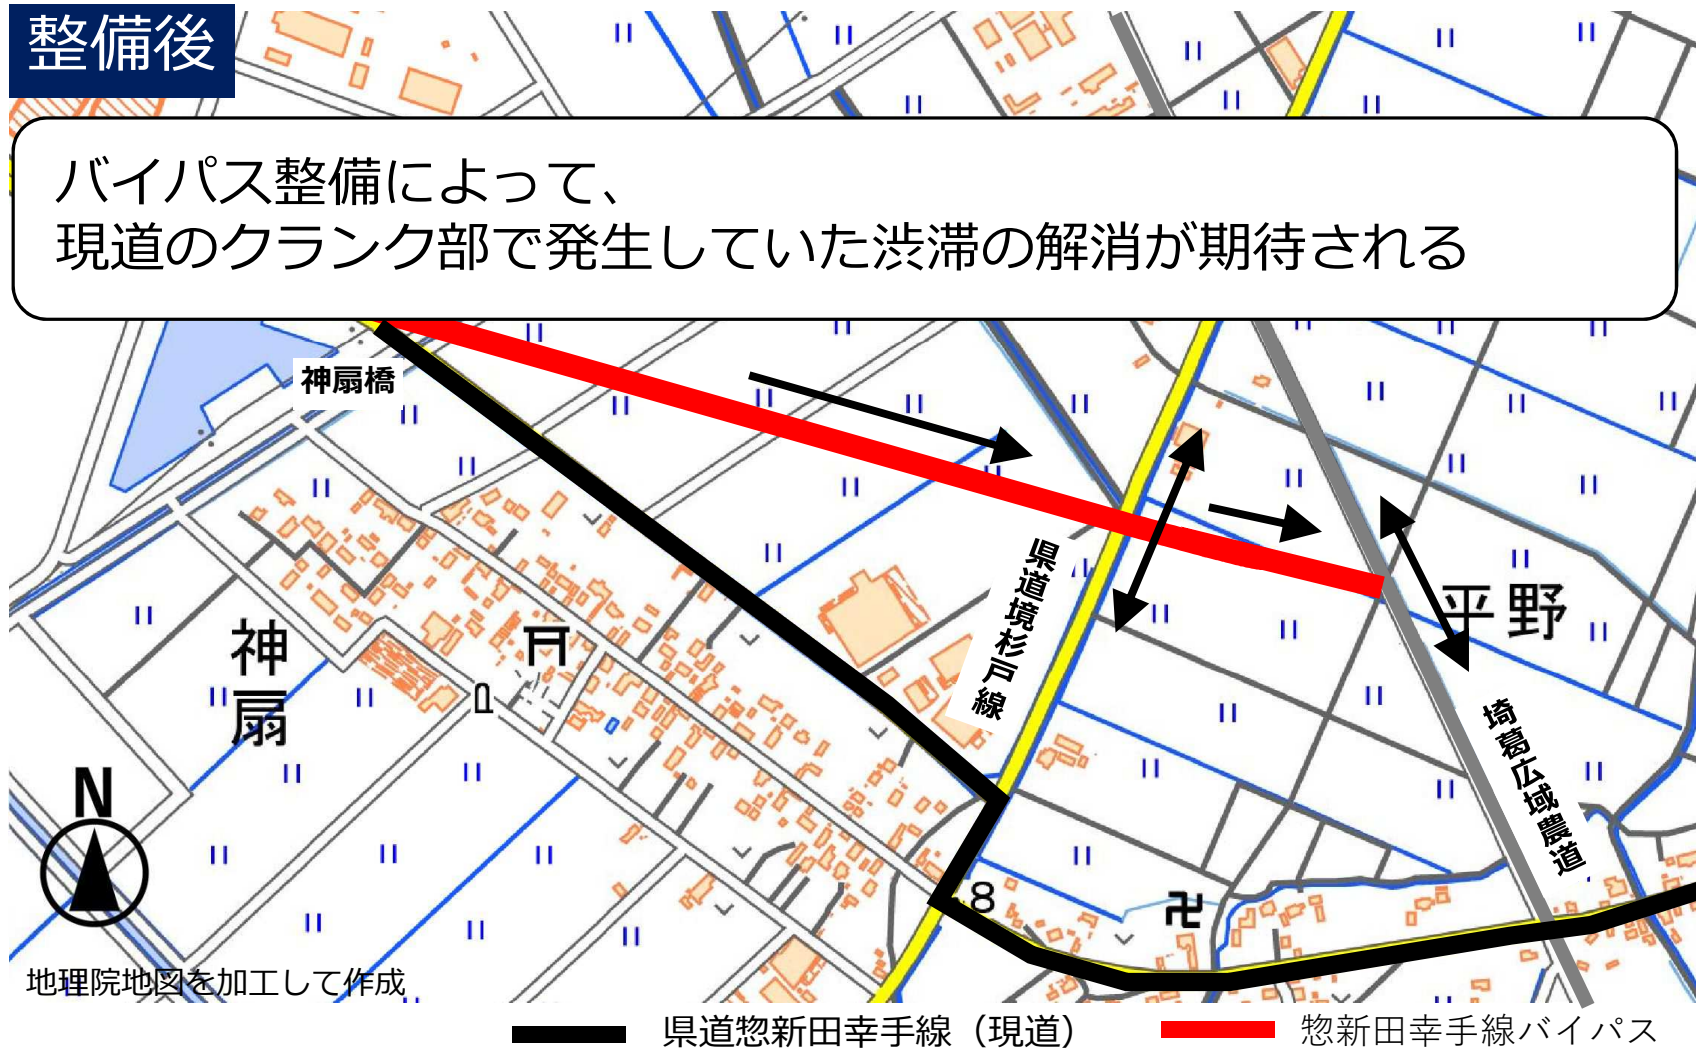 整備後
バイパス整備によって、
現道のクランク部で発生していた渋滞の解消が期待される
神扇橋
県道境杉戸線
平野
神扇
埼葛広域農道
N
8
地理院地図を加工して作成
県道惣新田幸手線（現道）
惣新田幸手線バイパス